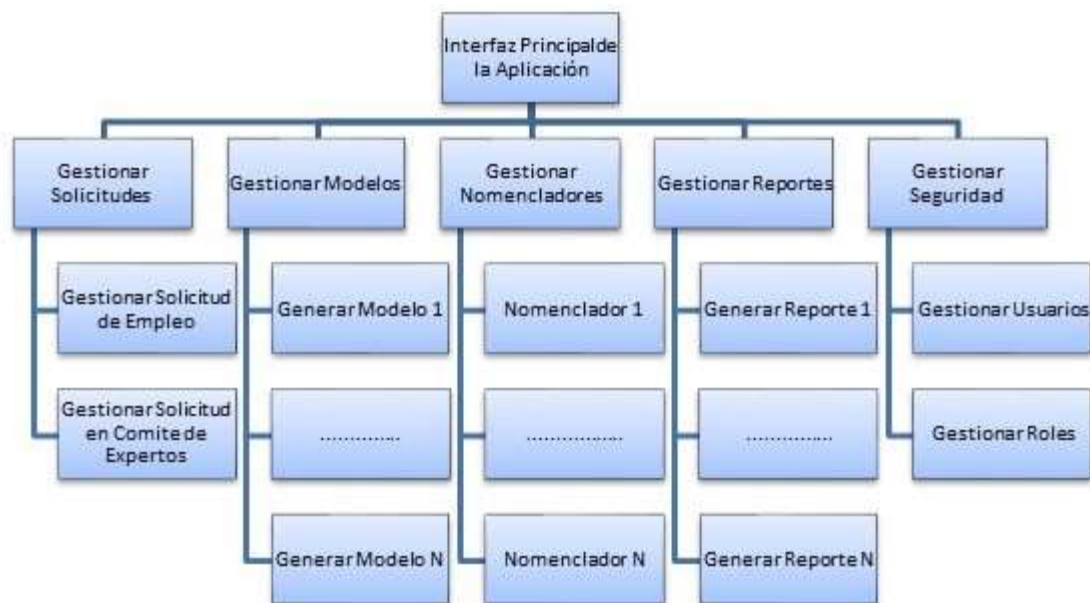 Interfaz Principalde
la Aplicación
Gestionar
Solicitudes
Gestionar Modelos
Gestionar
Nomencladores
Gestionar Reportes
Gestionar
Seguridad
Gestionar Solicitud
de Empleo
Generar Modelo 1
Nomenclador 1
Generar Reporte 1
Gestionar Usuarios
Gestionar Solicitud
en Comite de
Expertos
..............
.................
...............
Gestionar Roles
Generar Modelo N
Nomenclador N
Generar Reporte N